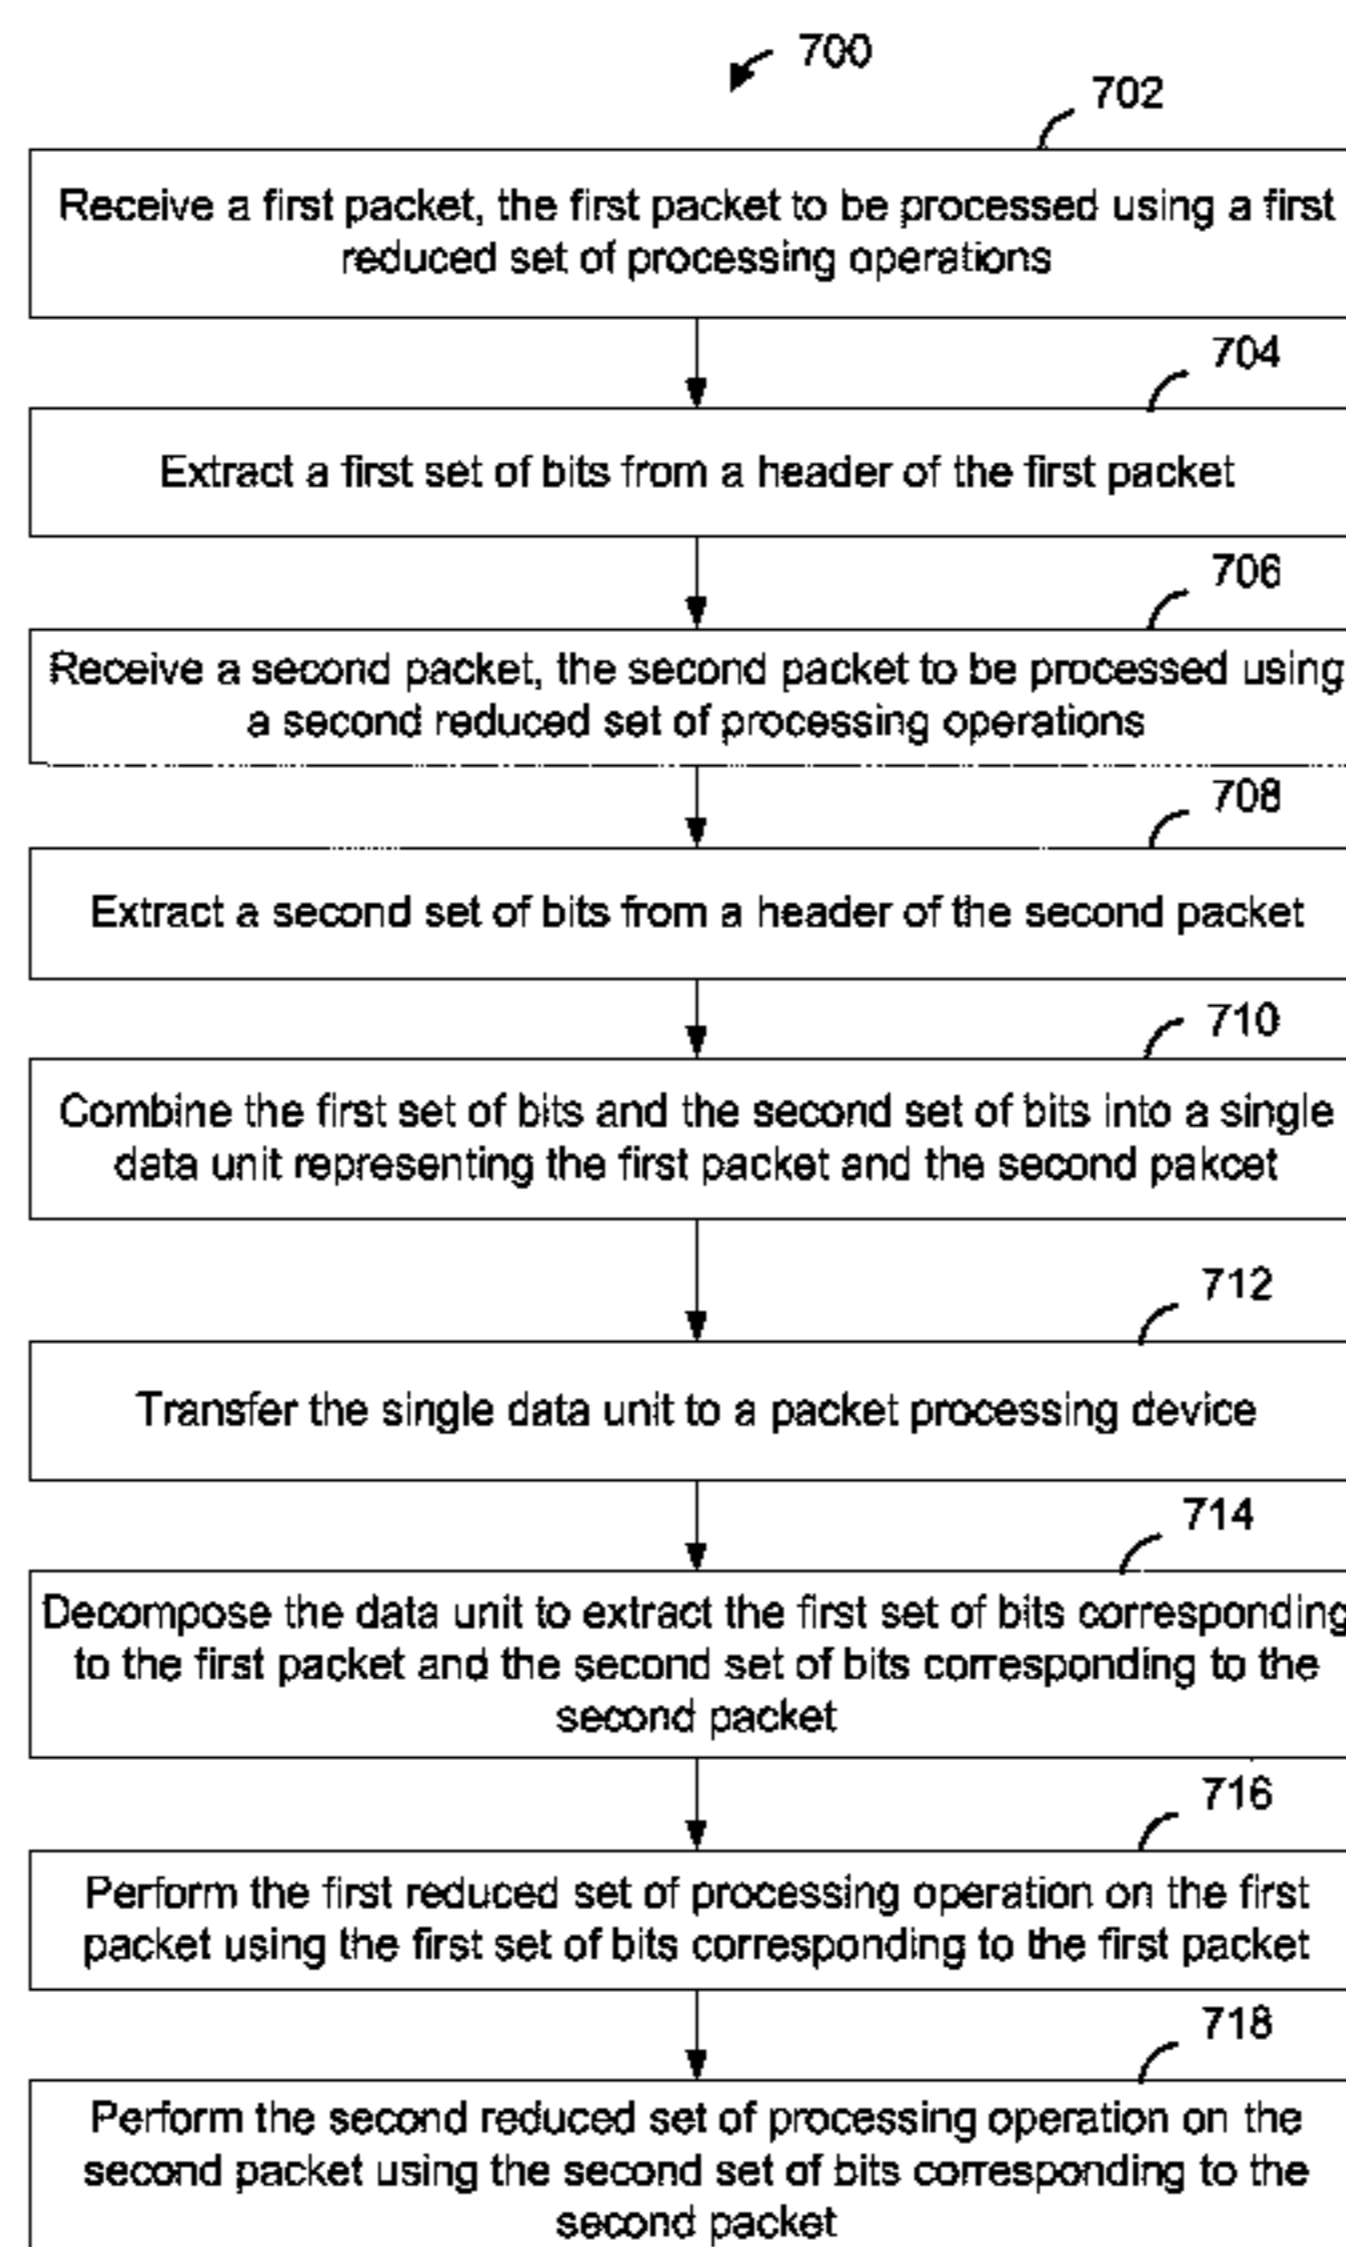 700
702
Receive a first packet, the first packet to be processed using a first
reduced set of processing operations
704
Extract a first set of bits from a header of the first packet
706
Receive a second packet, the second packet to be processed using
a second reduced set of processing operations
708
Extract a second set of bits from a header of the second packet
710
Combine the first set of bits and the second set of bits into a single
data unit representing the first packet and the second pakcet
712
Transfer the single data unit to a packet processing device
714
Decompose the data unit to extract the first set of bits corresponding
to the first packet and the second set of bits corresponding to the
second packet
716
Perform the first reduced set of processing operation on the first
packet using the first set of bits corresponding to the first packet
718
Perform the second reduced set of processing operation on the
second packet using the second set of bits corresponding to the
second packet